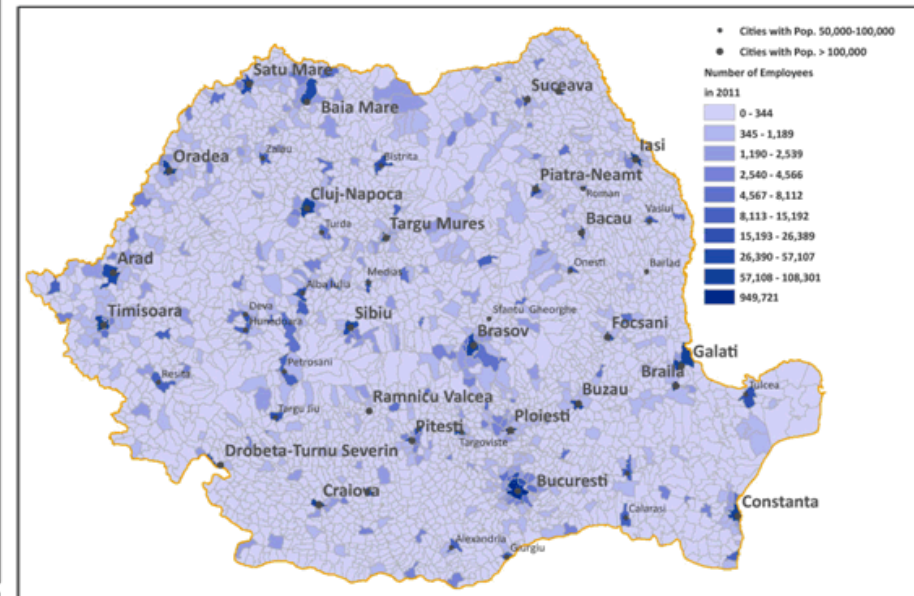 Cities with Pop. 50,000-100,000
Cities with Pop. > 100,000
Number of Employees
in 2011
0 - 344
345 - 1,189
1,190 - 2,539
2,540 - 4,566
4,567 - 8,112
8,113 - 15,192
15,193 - 26,389
26,390 - 57,107
57,108 - 108,301
949,721
Satu Mare
Baia Mare
Suceava
Iasi
Oradea
Zalau
Bistrita
Piatra-Neamt
Roman
Cluj-Napoca
Vaslui
Turda
Targu Mures
Bacau
Arad
Medias
Onesti
Barlad
Alba Iulia
Timisoara
Deva
Hunedoara
Sibiu
Sfantu Gheorghe
Brasov
Focsani
Galati
Petrosani
Braila
Resita
Tulcea
Ramnicu Valcea
Buzau
Targu Jiu
Pitesti
Ploiesti
Targoviste
Drobeta-Turnu Severin
Bucuresti
Craiova
Constanta
Calarasi
Alexandria
Giurgiu